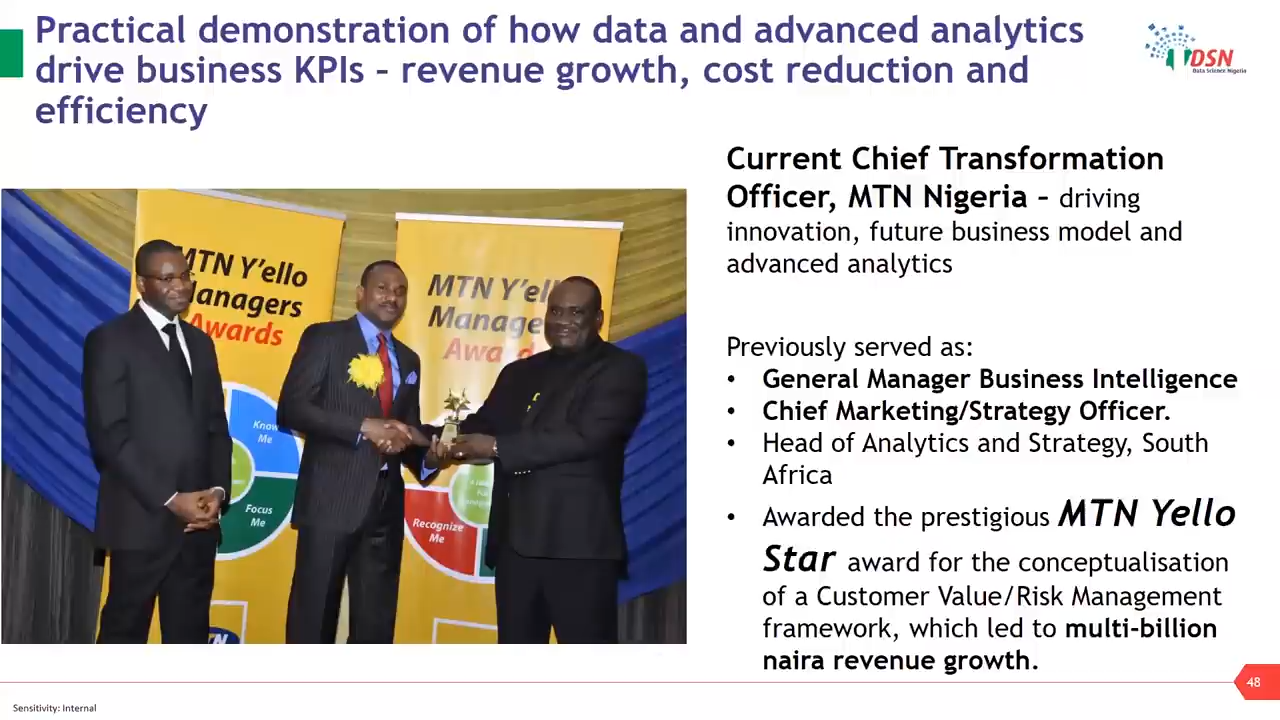 Practical demonstration of how data and advanced analytics
drive business KPIs – revenue growth, cost reduction and
efficiency
DSN
Data Science Nigeria
Current Chief Transformation
Officer, MTN Nigeria – driving
innovation, future business model and
advanced analytics
MTN Y'ello
anagers
Awards
Know
Me
Focus
Me
MTN Y'el
Manage
Awa
Recognize
Me
Previously served as:
• General Manager Business Intelligence
• Chief Marketing/Strategy Officer.
• Head of Analytics and Strategy, South
Africa
• Awarded the prestigious MTN Yello
Star award for the conceptualisation
of a Customer Value/Risk Management
framework, which led to multi-billion
naira revenue growth.
48
Sensitivity: Internal